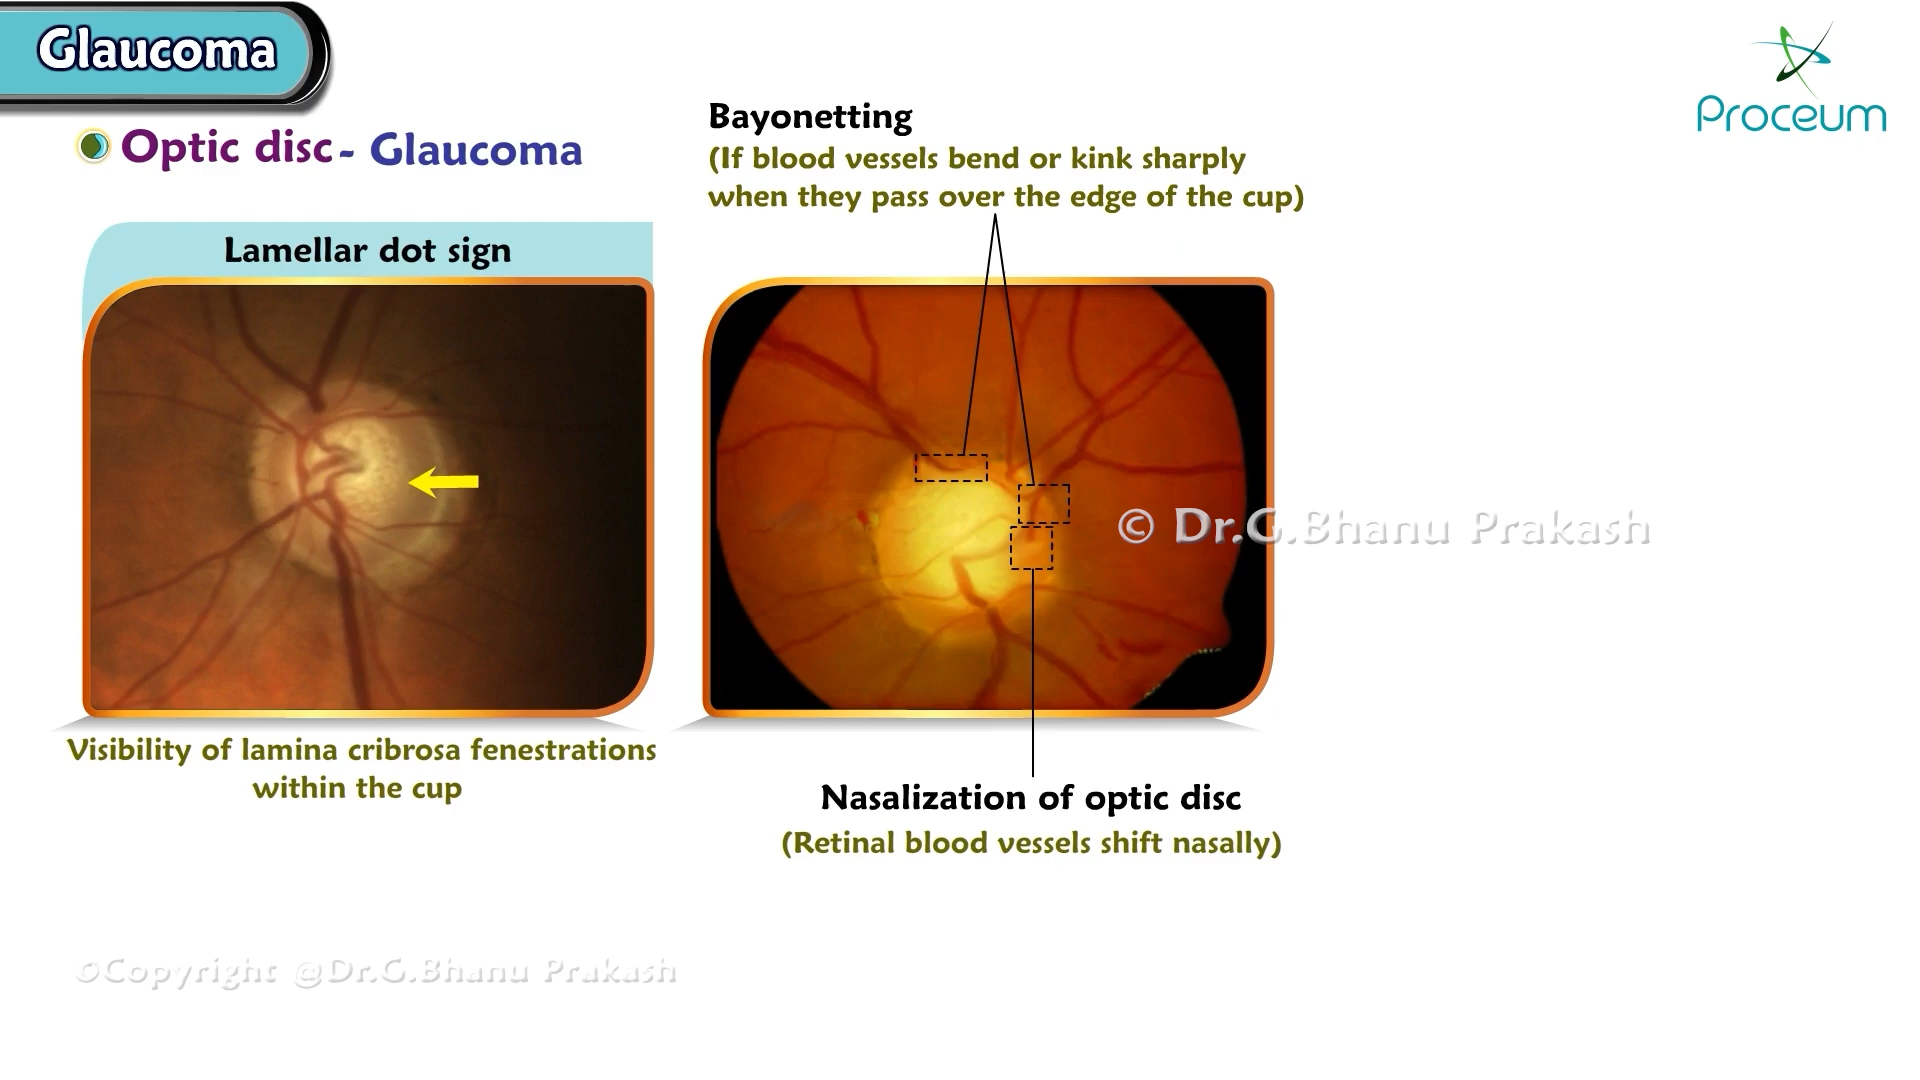 Glaucoma
Proceum
Optic disc - Glaucoma
Lamellar dot sign
Visibility of lamina cribrosa fenestrations
within the cup
Bayonetting
(If blood vessels bend or kink sharply
when they pass over the edge of the cup)
© Dr.G.Bhanu Prakash
Nasalization of optic disc
(Retinal blood vessels shift nasally)
©Copyright @Dr.G.Bhanu Prakash